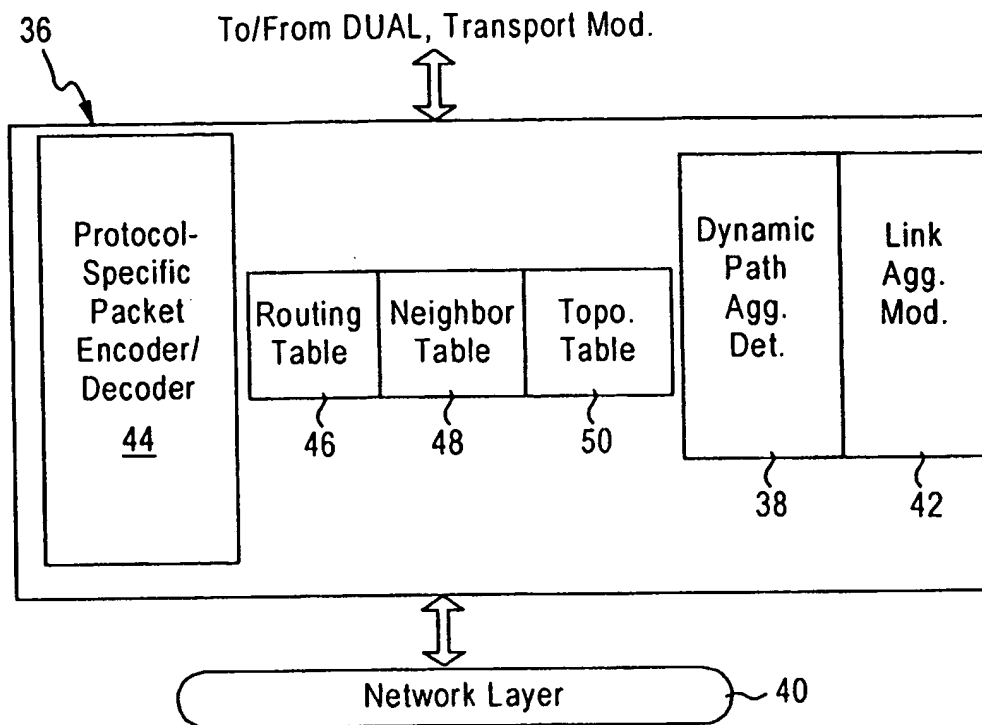 36
To/From DUAL, Transport Mod.
Protocol-
Specific
Packet
Encoder/
Decoder
44
Routing
Table
Neighbor
Table
Topo.
Table
46
48
50
Dynamic
Path
Agg.
Det.
Link
Agg.
Mod.
38
42
Network Layer
40